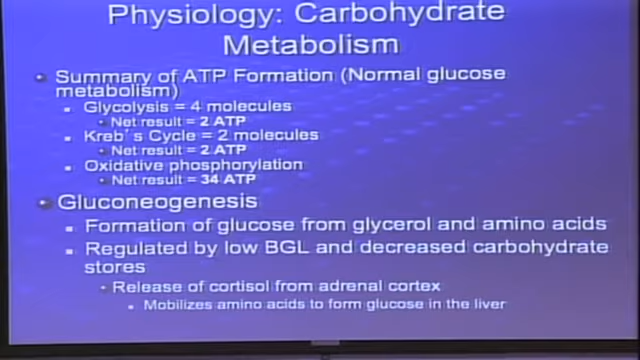 Physiology: Carbohydrate
Metabolism
Summary of ATP Formation (Normal glucose
metabolism)
Glycolysis = 4 molecules
Net result = 2 ATP
Kreb's Cycle = 2 molecules
Net result = 2 ATP
Oxidative phosphorylation
Net result = 34 ATP
Gluconeogenesis
Formation of glucose from glycerol and amino acids
Regulated by low BGL and decreased carbohydrate
stores
Release of cortisol from adrenal cortex
Mobilizes amino acids to form glucose in the liver